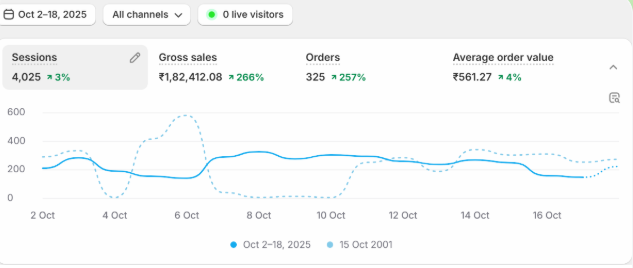 Oct 2–18, 2025 All channels 0 live visitors
Sessions Gross sales Orders Average order value
4,025 ↗ 3% ₹1,82,412.08 ↗ 266% 325 ↗ 257% ₹561.27 ↗ 4%
600
400
200
0
2 Oct 4 Oct 6 Oct 8 Oct 10 Oct 12 Oct 14 Oct 16 Oct
Oct 2–18, 2025 15 Oct 2001